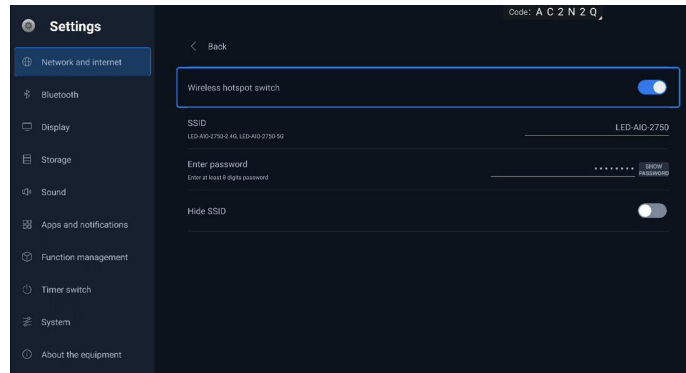 Code: A C 2 N 2 Q
Settings
Back
Network and internet
Wireless hotspot switch
Bluetooth
Display
SSID
LED-AIO-2750
LED-AIO-2750-2.4G, LED-AIO-2750-5G
Storage
Enter password
Enter at least 8 digits password
•••••••• SHOW
PASSWORD
Sound
Hide SSID
Apps and notifications
Function management
Timer switch
System
About the equipment